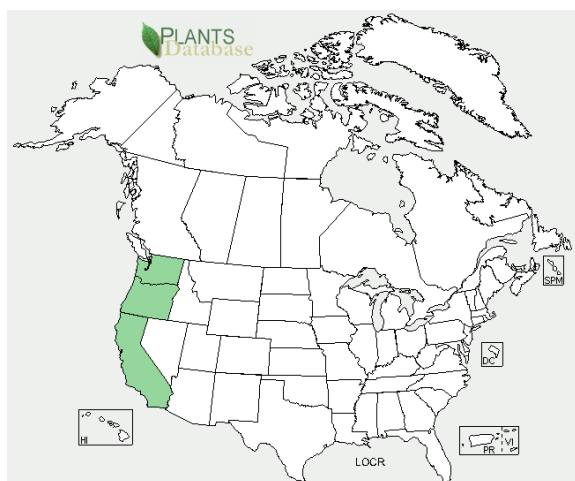 PLANTS
Database
SPM
DC
HI
PR
VI
LOCR